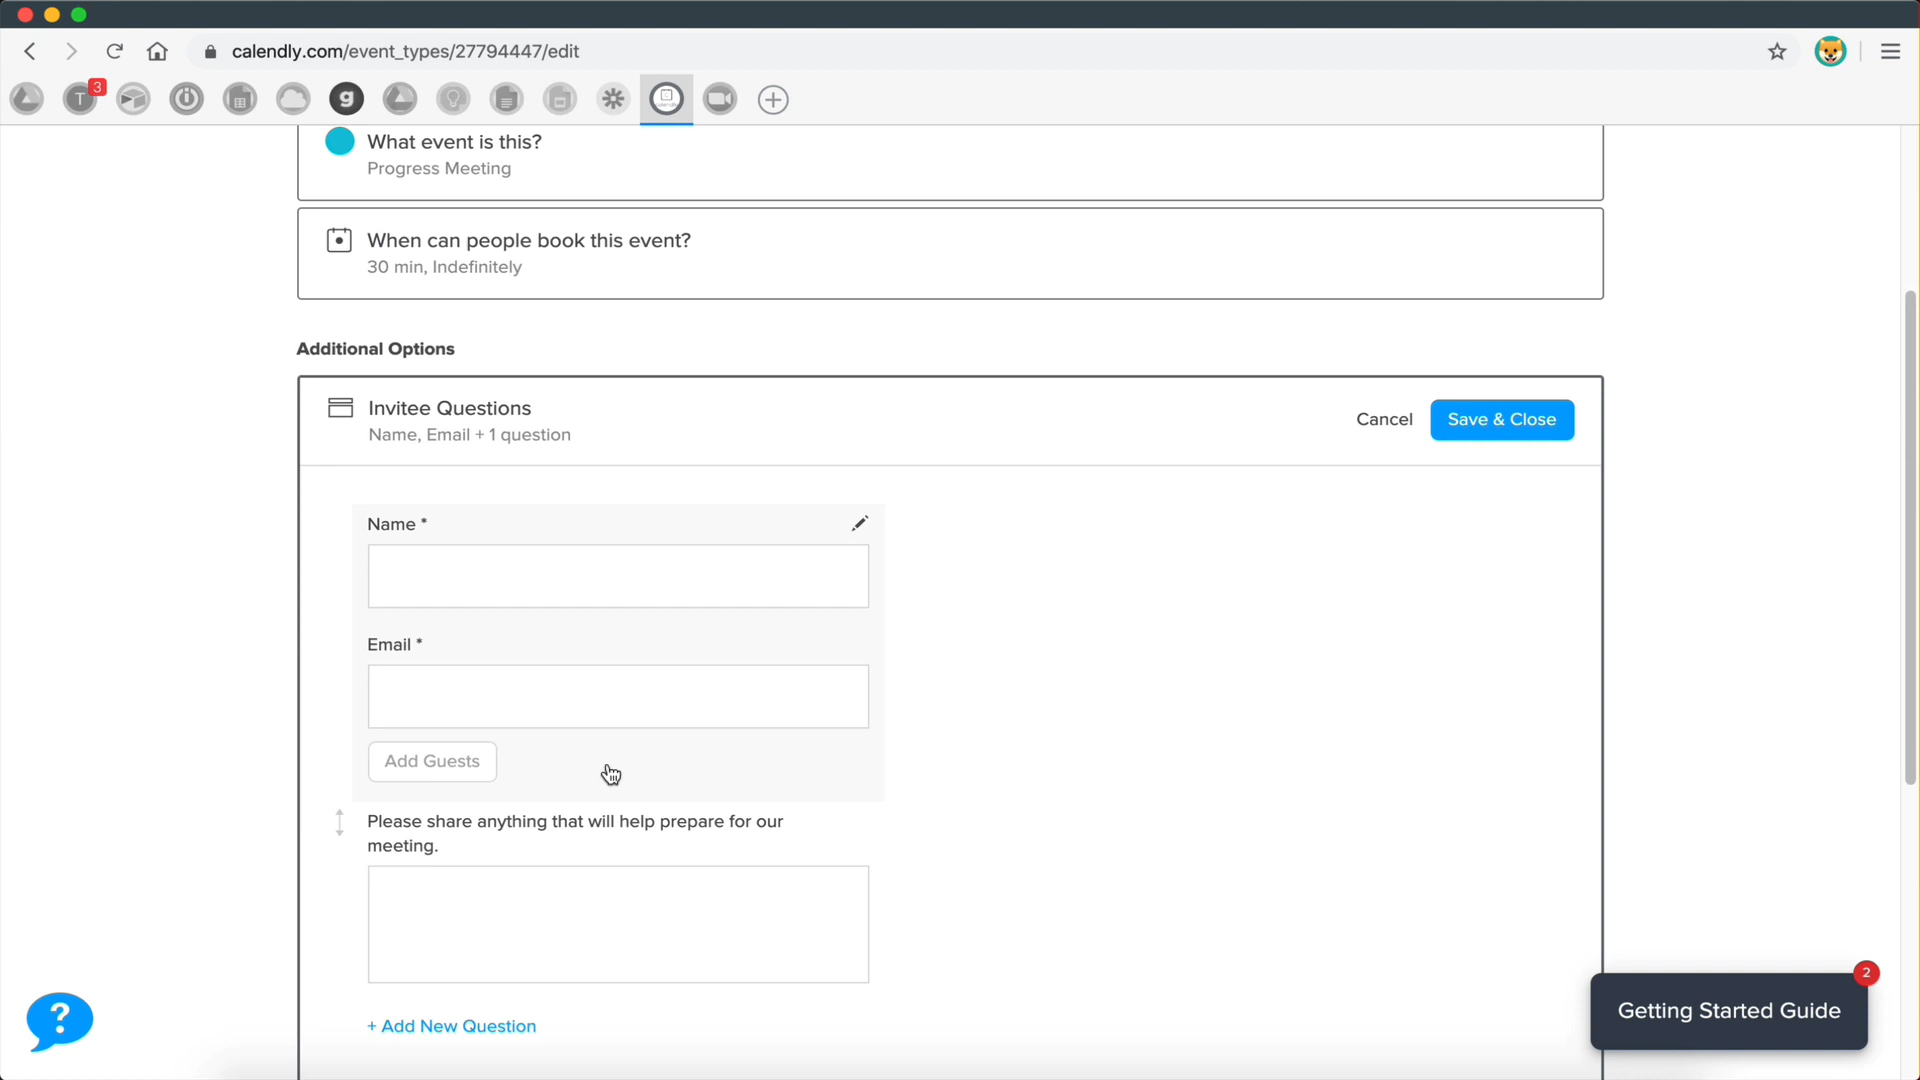 calendly.com/event_types/27794447/edit
T
3
g
What event is this?
Progress Meeting
When can people book this event?
30 min, Indefinitely
Additional Options
Invitee Questions
Name, Email + 1 question
Cancel
Save & Close
Name *
Email *
Add Guests
Please share anything that will help prepare for our
meeting.
+ Add New Question
?
2
Getting Started Guide